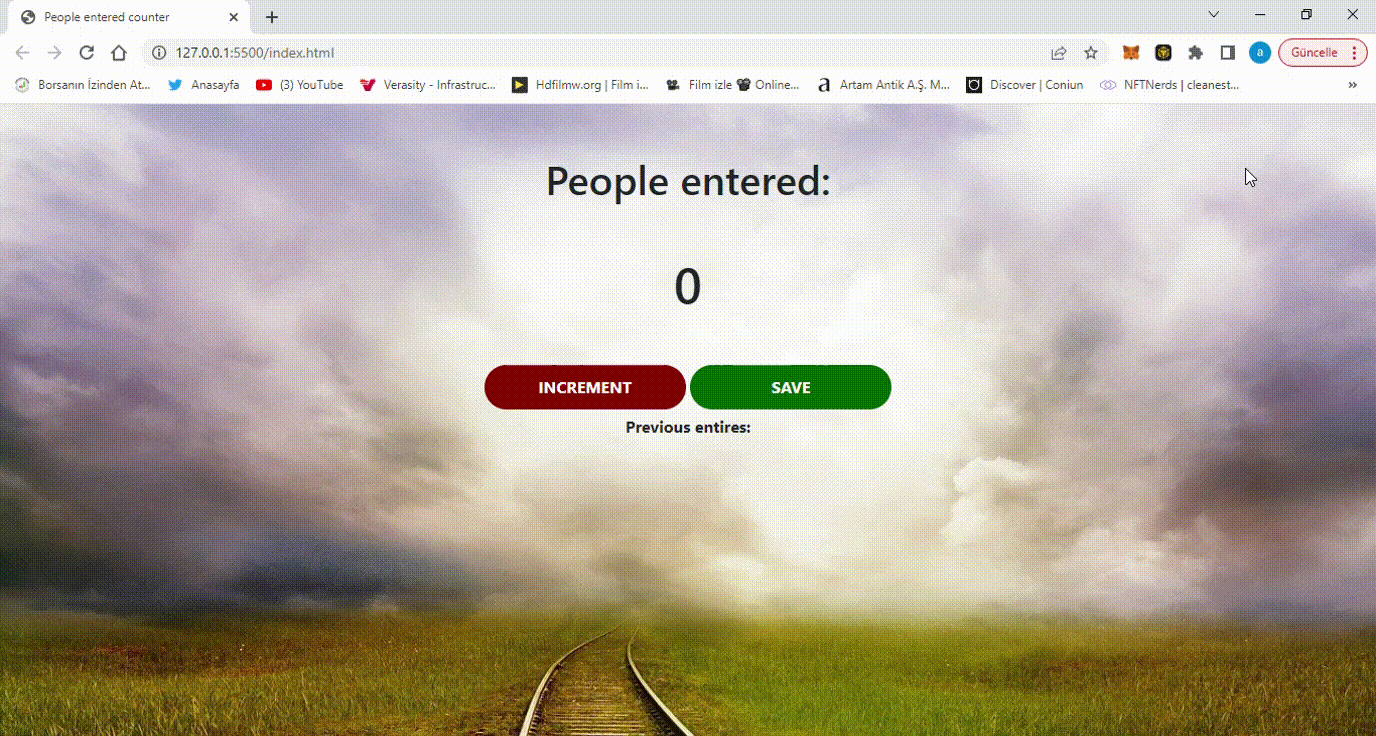 People entered counter
127.0.0.1:5500/index.html
a
Güncelle
Borsanın İzinden At...
Anasayfa
(3) YouTube
Verasity - Infrastruc...
Hdfilmw.org | Film i...
Film izle
Online...
Artam Antik A.Ş. M...
Discover | Coniun
NFTNerds | cleanest...
»
People entered:
0
INCREMENT
SAVE
Previous entires: